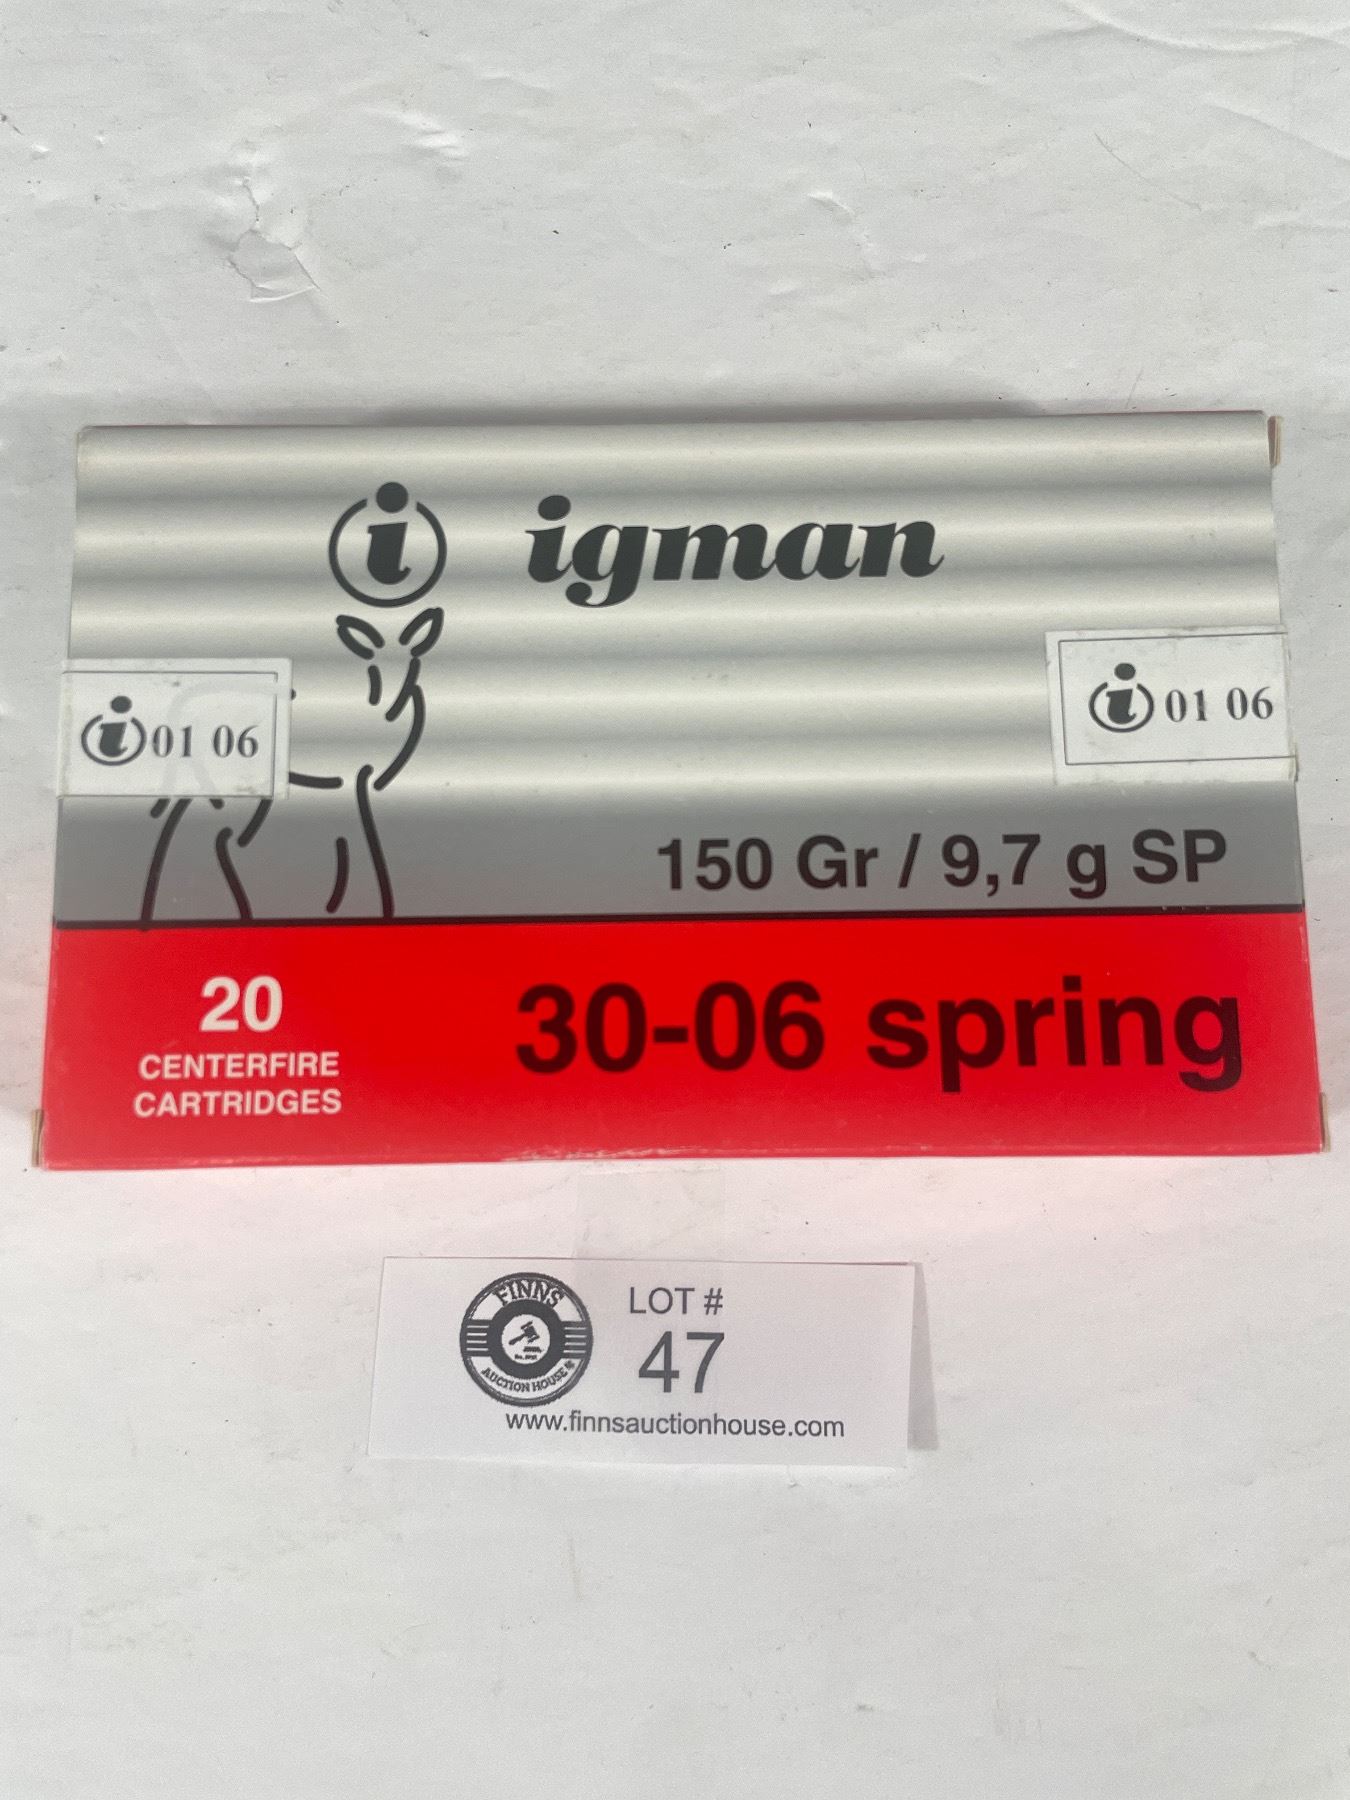 i igman
i 01 06
i 01 06
150 Gr / 9,7 g SP
20
CENTERFIRE
CARTRIDGES
30-06 spring
FINNS
AUCTION HOUSE
LOT #
47
www.finnsauctionhouse.com